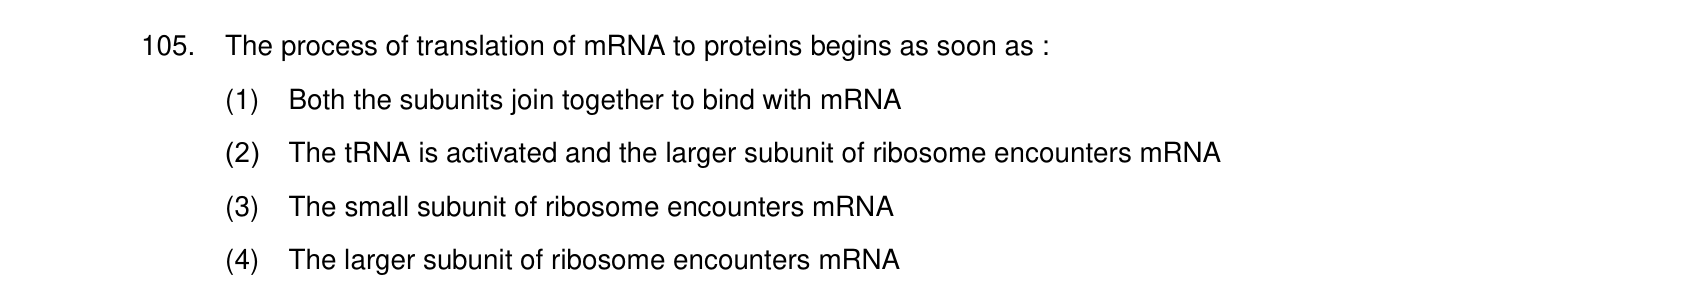 105. The process of translation of mRNA to proteins begins as soon as :
(1) Both the subunits join together to bind with mRNA
(2) The tRNA is activated and the larger subunit of ribosome encounters mRNA
(3) The small subunit of ribosome encounters mRNA
(4) The larger subunit of ribosome encounters mRNA